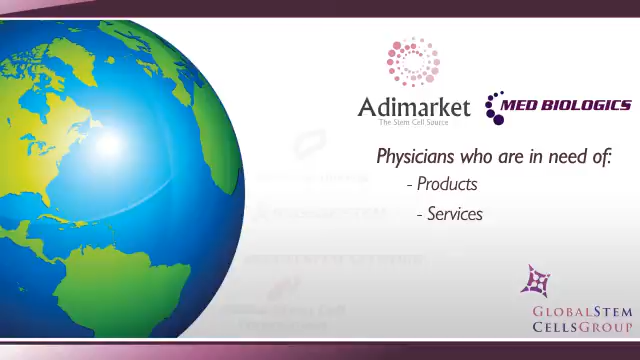 Adimarket
The Stem Cell Source
MED BIOLOGICS
Physicians who are in need of:
- Products
- Services
GLOBALSTEM
CELLSGROUP